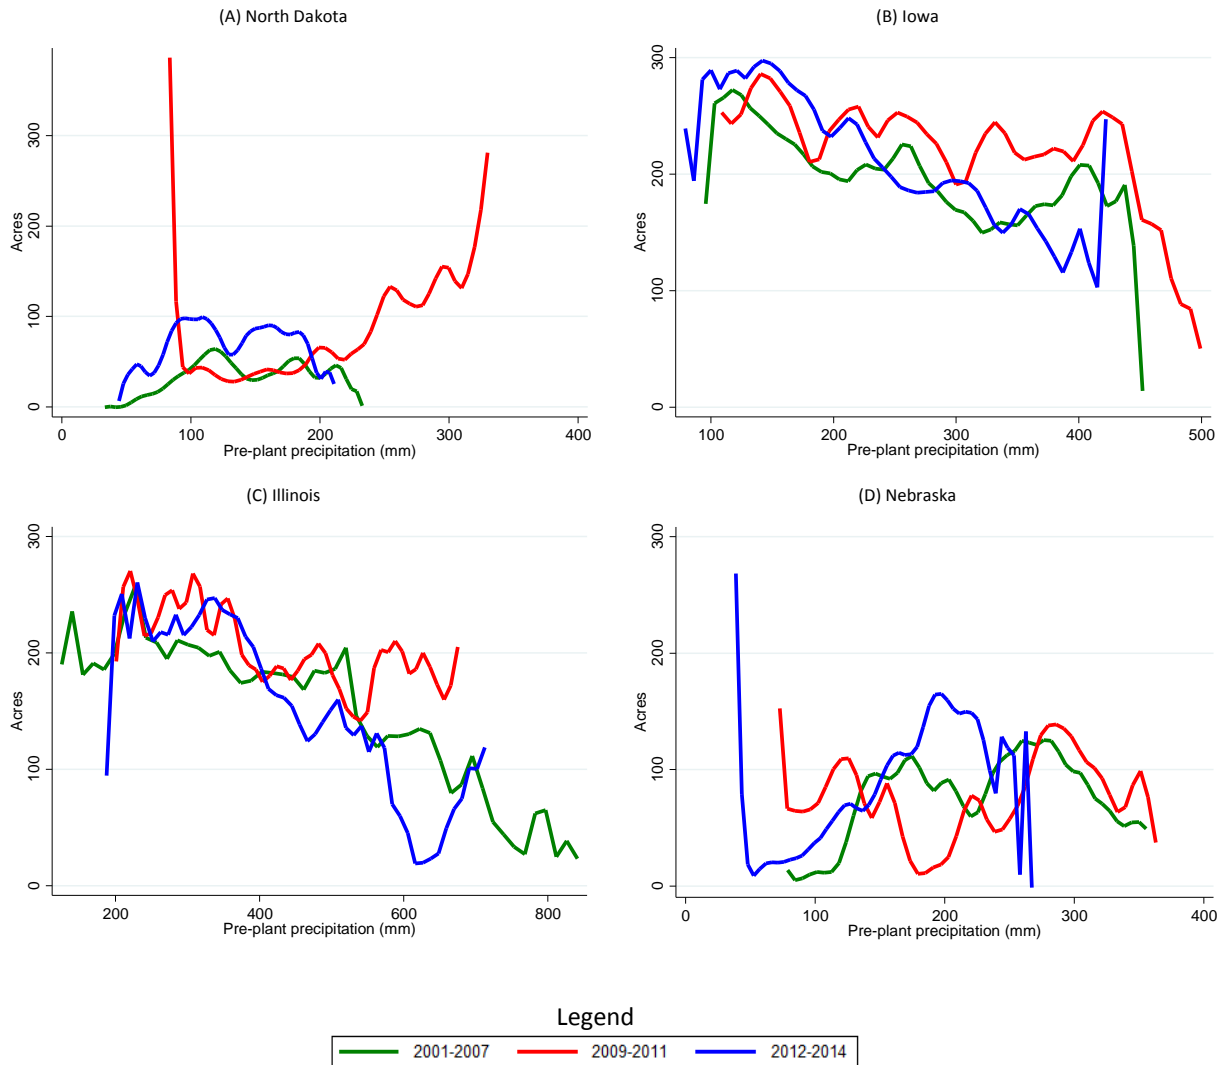 (A) North Dakota
Acres
0 100 200 300
0 100 200 300 400
Pre-plant precipitation (mm)
(B) Iowa
Acres
0 100 200 300
100 200 300 400 500
Pre-plant precipitation (mm)
(C) Illinois
Acres
0 100 200 300
200 400 600 800
Pre-plant precipitation (mm)
(D) Nebraska
Acres
0 100 200 300
0 100 200 300 400
Pre-plant precipitation (mm)
Legend
2001-2007 2009-2011 2012-2014